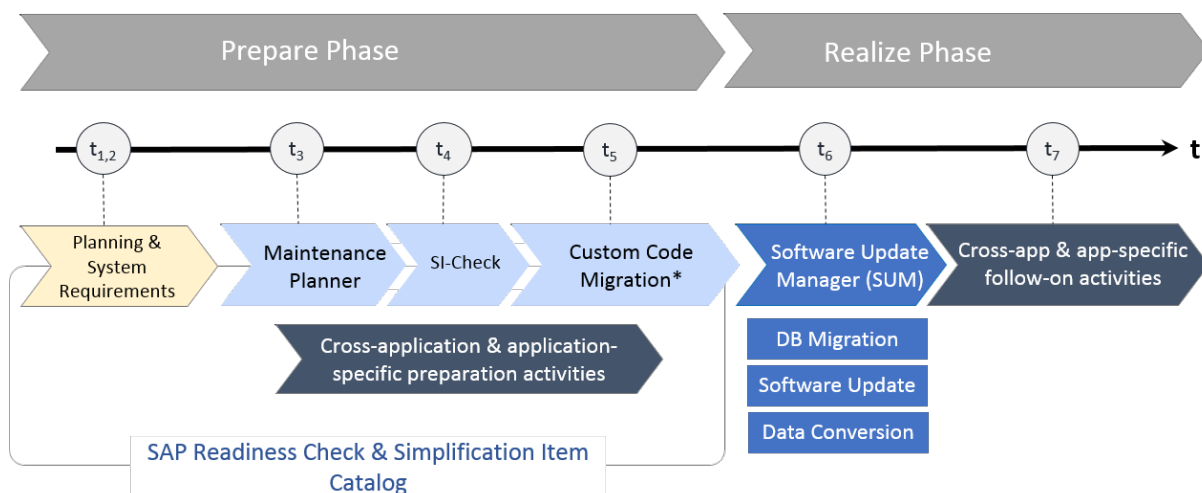 Prepare Phase
Realize Phase
t1,2
t3
t4
t5
t6
t7
t
Planning &
System
Requirements
Maintenance
Planner
SI-Check
Custom Code
Migration*
Software Update
Manager (SUM)
Cross-app & app-specific
follow-on activities
Cross-application & application-
specific preparation activities
DB Migration
Software Update
Data Conversion
SAP Readiness Check & Simplification Item
Catalog